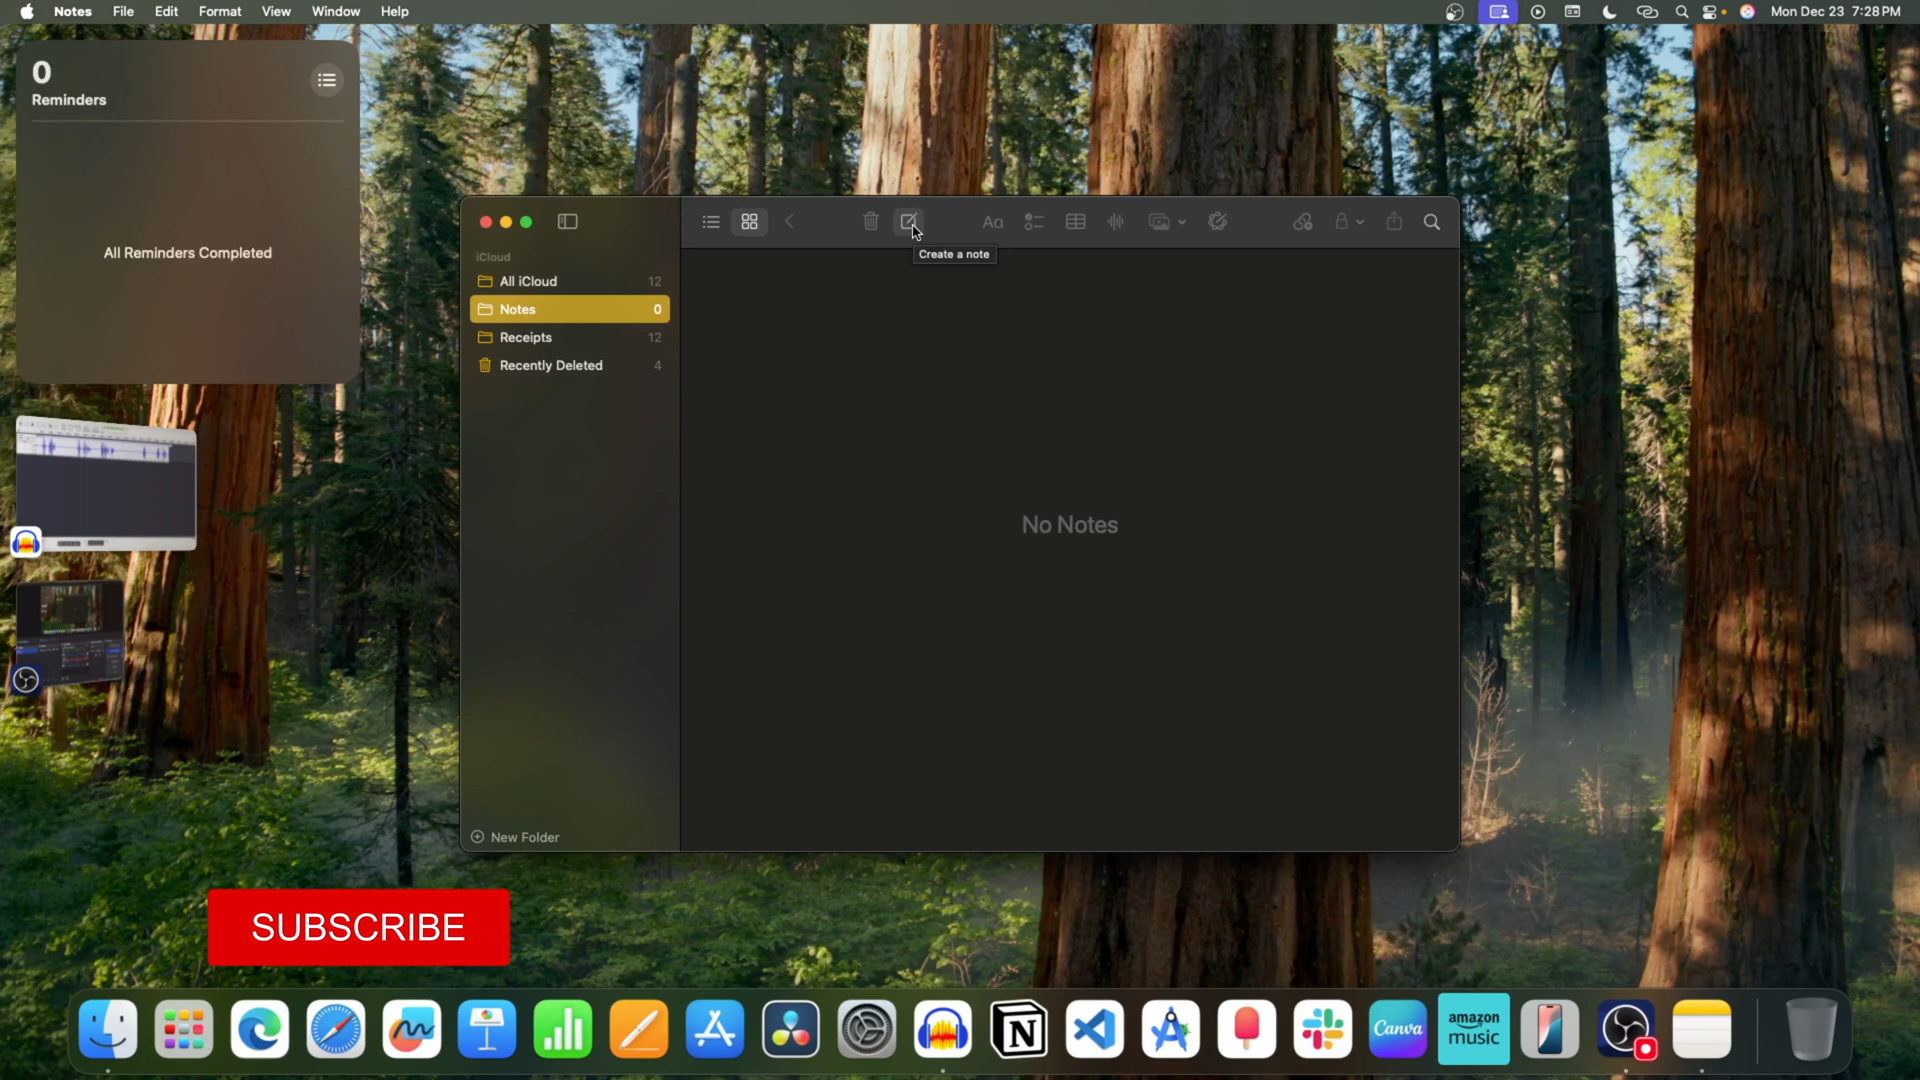 Notes File Edit Format View Window Help
Mon Dec 23 7:28 PM
0
Reminders
All Reminders Completed
Create a note
iCloud
All iCloud 12
Notes 0
Receipts 12
Recently Deleted 4
Aa
No Notes
New Folder
SUBSCRIBE
N
Canva
amazon
music